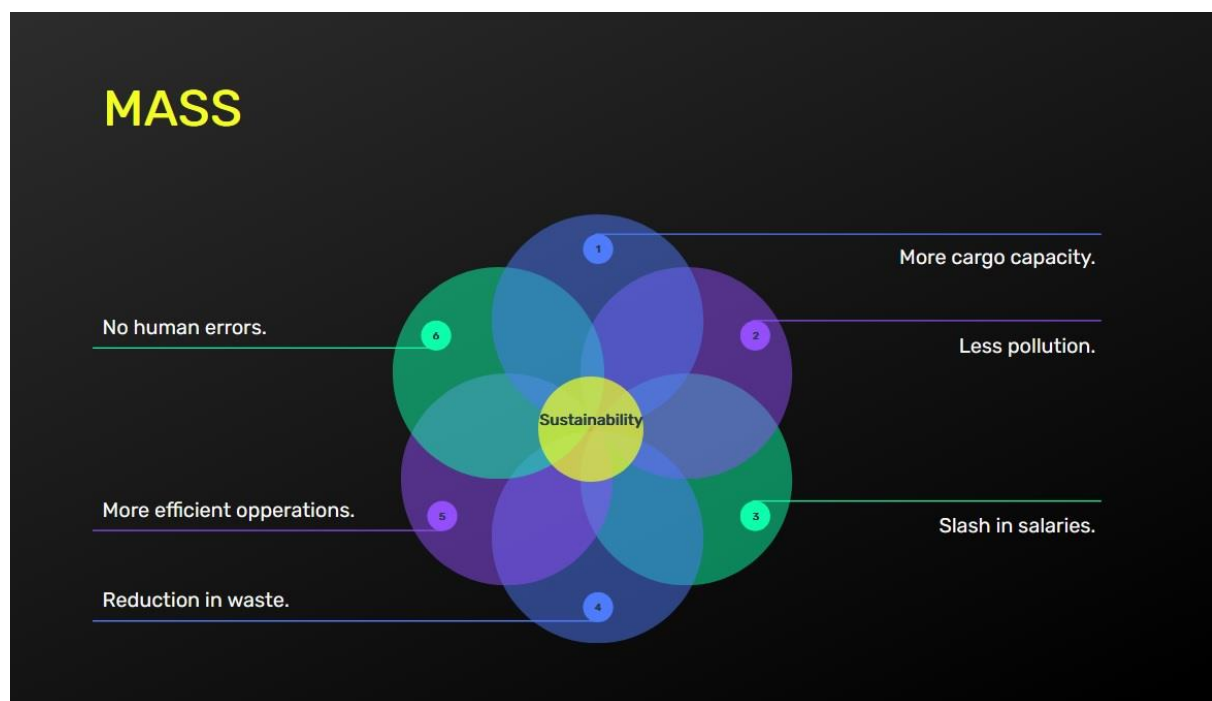 MASS
1
More cargo capacity.
2
Less pollution.
No human errors.
6
Sustainability
More efficient opperations.
5
3
Slash in salaries.
Reduction in waste.
4